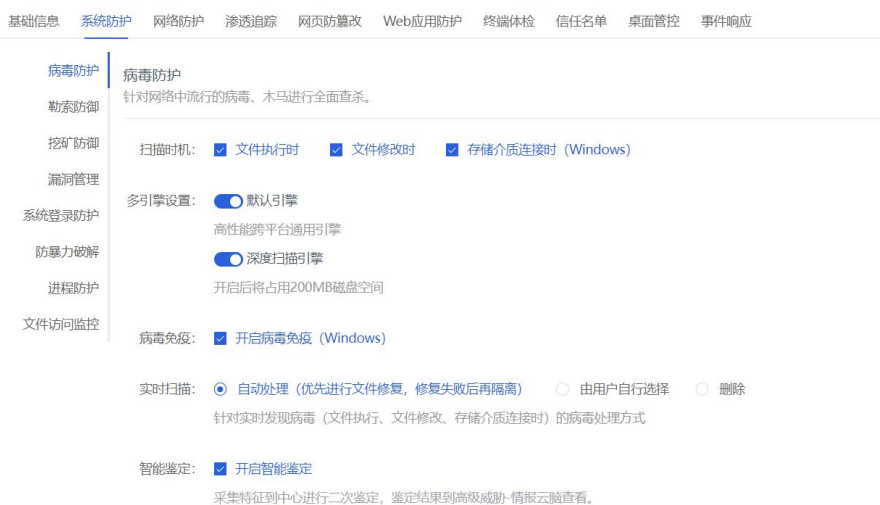 基础信息 系统防护 网络防护 渗透追踪 网页防篡改 Web应用防护 终端体检 信任名单 桌面管控 事件响应
病毒防护
勒索防御
挖矿防御
漏洞管理
系统登录防护
防暴力破解
进程防护
文件访问监控
病毒防护
针对网络中流行的病毒、木马进行全面查杀。
扫描时机： 文件执行时 文件修改时 存储介质连接时（Windows）
多引擎设置： 默认引擎
高性能跨平台通用引擎
深度扫描引擎
开启后将占用200MB磁盘空间
病毒免疫： 开启病毒免疫（Windows）
实时扫描： 自动处理（优先进行文件修复，修复失败后再隔离） 由用户自行选择 删除
针对实时发现病毒（文件执行、文件修改、存储介质连接时）的病毒处理方式
智能鉴定： 开启智能鉴定
采集特征到中心进行二次鉴定，鉴定结果到高级威胁-情报云脑查看。